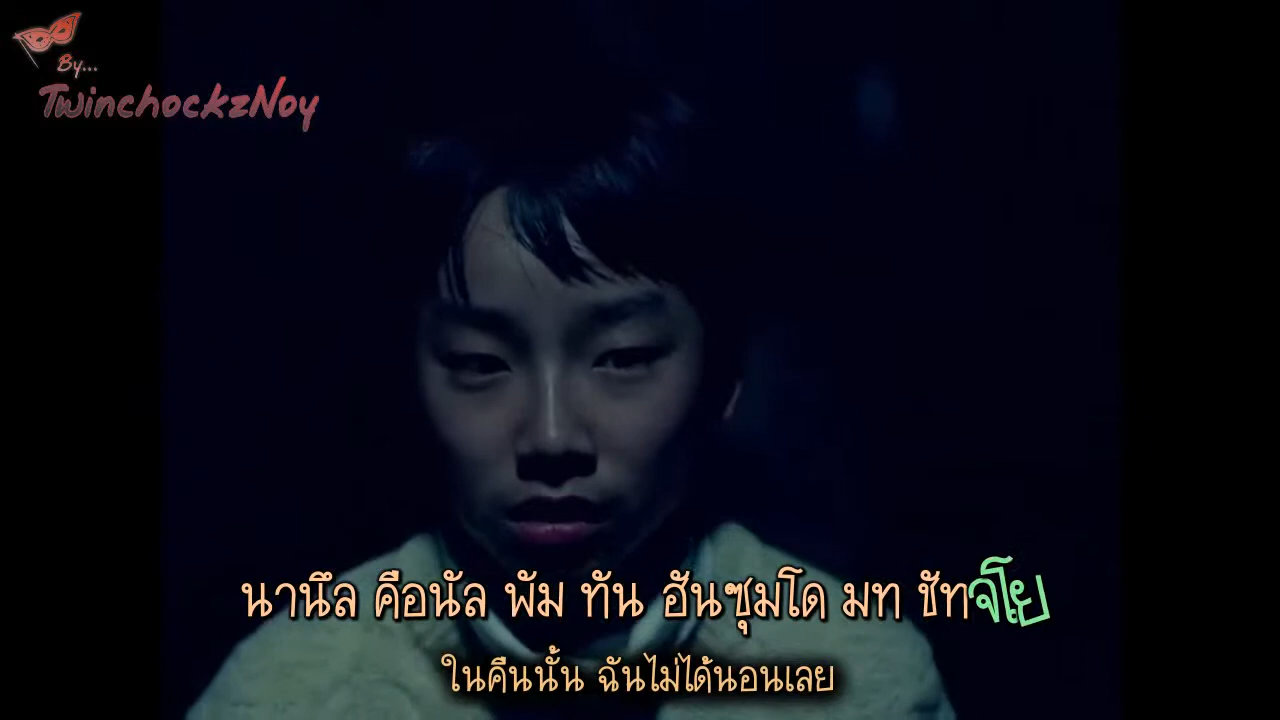 By...
TwinchockzNoy
นานึล คือนัล พัม ทัน ฮันซุมโด มท ชัทจโย
ในคืนนั้น ฉันไม่ได้นอนเลย